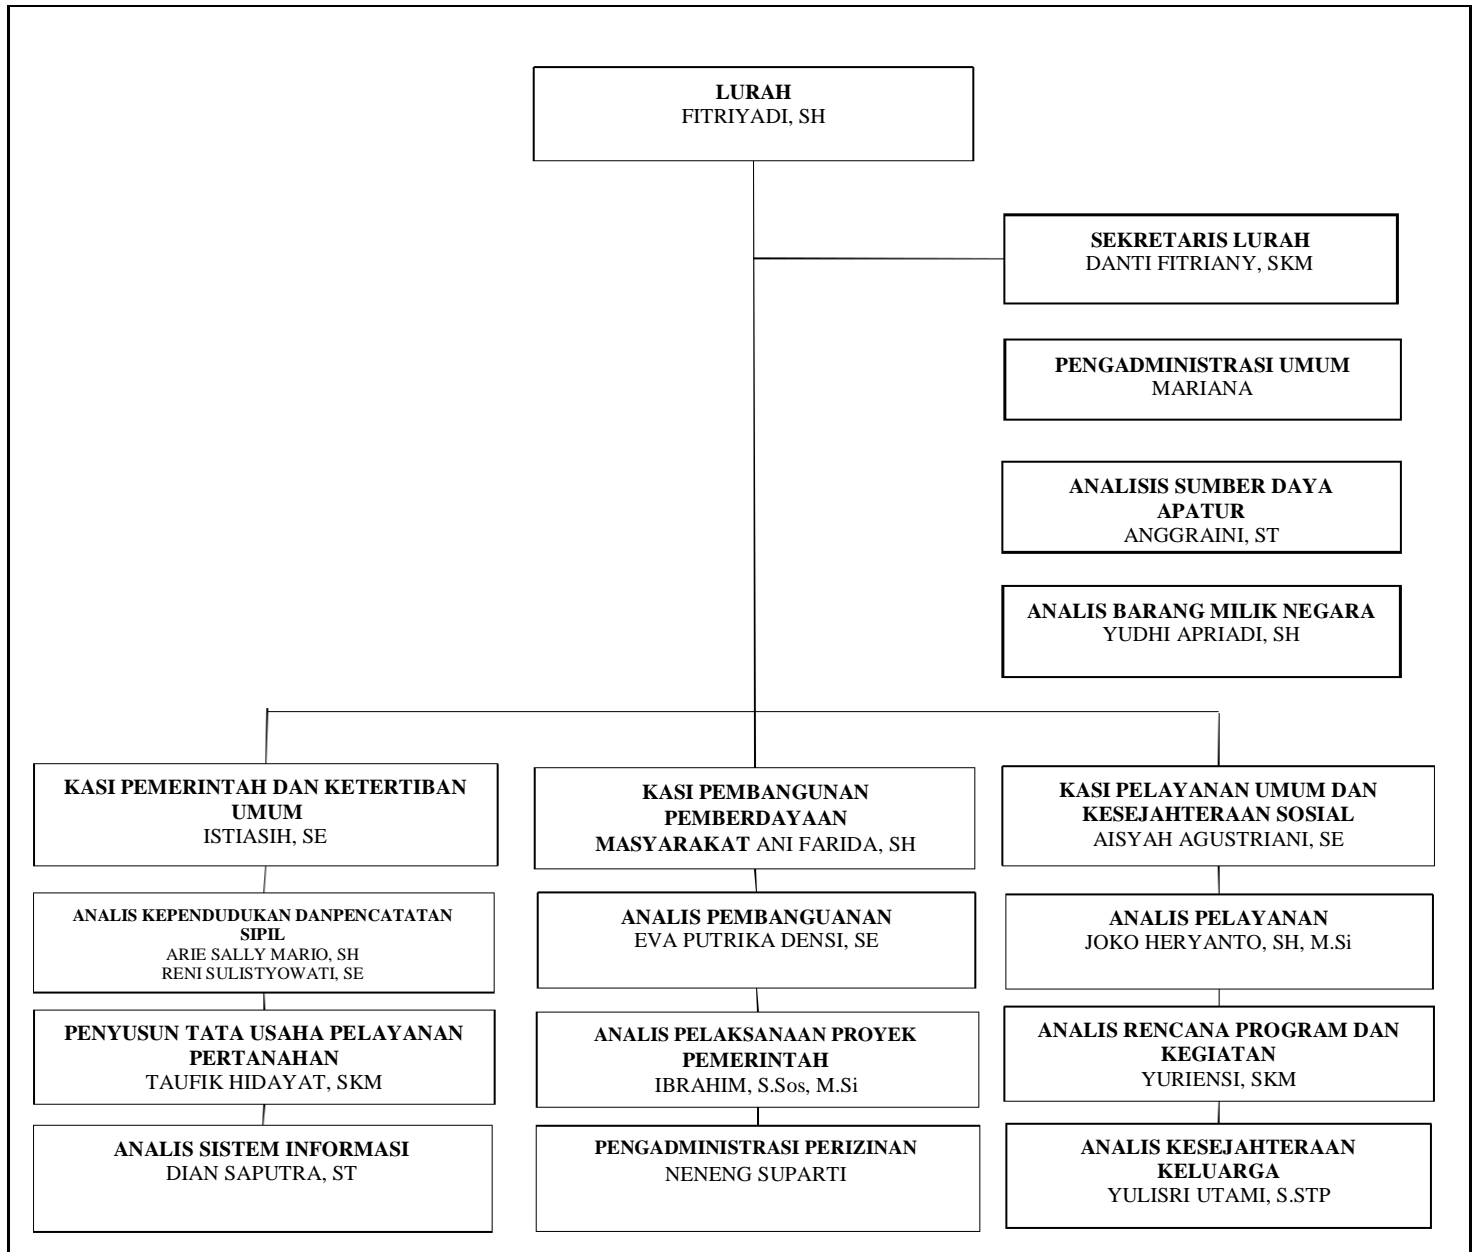 LURAH
FITRIYADI, SH
SEKRETARIS LURAH
DANTI FITRIANY, SKM
PENGADMINISTRASI UMUM
MARIANA
ANALISIS SUMBER DAYA
APATUR
ANGGRAINI, ST
ANALIS BARANG MILIK NEGARA
YUDHI APRIADI, SH
KASI PEMERINTAH DAN KETERTIBAN
UMUM
ISTIASIH, SE
ANALIS KEPENDUDUKAN DANPENCATATAN
SIPIL
ARIE SALLY MARIO, SH
RENI SULISTYOWATI, SE
PENYUSUN TATA USAHA PELAYANAN
PERTANAHAN
TAUFIK HIDAYAT, SKM
ANALIS SISTEM INFORMASI
DIAN SAPUTRA, ST
KASI PEMBANGUNAN
PEMBERDAYAAN
MASYARAKAT ANI FARIDA, SH
ANALIS PEMBANGUANAN
EVA PUTRIKA DENSI, SE
ANALIS PELAKSANAAN PROYEK
PEMERINTAH
IBRAHIM, S.Sos, M.Si
PENGADMINISTRASI PERIZINAN
NENENG SUPARTI
KASI PELAYANAN UMUM DAN
KESEJAHTERAAN SOSIAL
AISYAH AGUSTRIANI, SE
ANALIS PELAYANAN
JOKO HERYANTO, SH, M.Si
ANALIS RENCANA PROGRAM DAN
KEGIATAN
YURIENSI, SKM
ANALIS KESEJAHTERAAN
KELUARGA
YULISRI UTAMI, S.STP